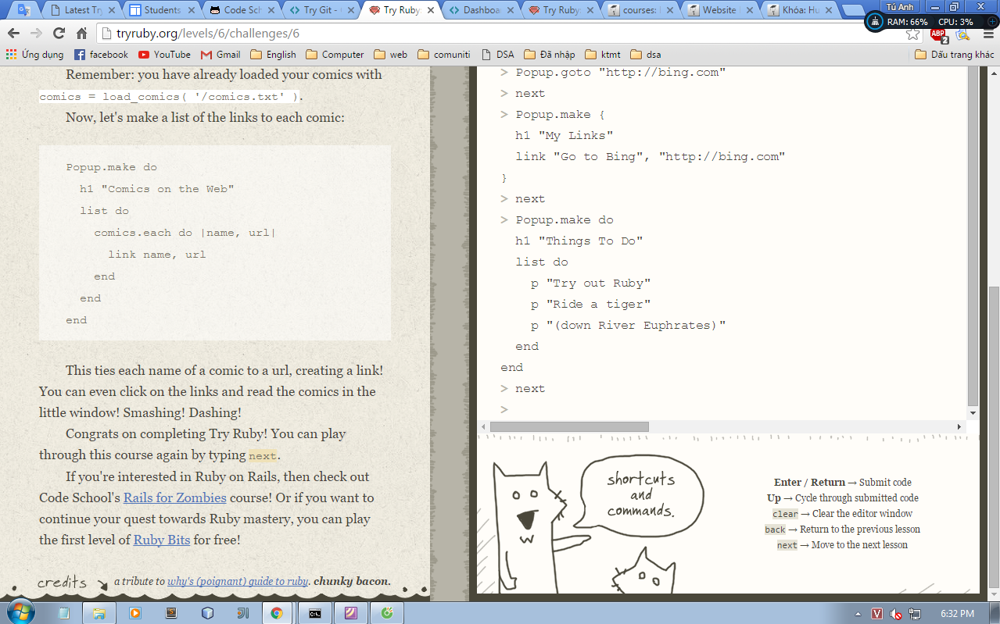 Tú Anh
Latest Try
Students
Code Sch
Try Git -
Try Ruby
Dashboa
Try Ruby
courses:
Website
Khóa: Hu
RAM: 66% CPU: 3%
tryruby.org/levels/6/challenges/6
ABP
2
Ứng dụng
facebook
YouTube
Gmail
English
Computer
web
comuniti
DSA
Đã nhập
ktmt
dsa
Dấu trang khác
Remember: you have already loaded your comics with
comics = load_comics( '/comics.txt' ).
Now, let's make a list of the links to each comic:
Popup.make do
h1 "Comics on the Web"
list do
comics.each do |name, url|
link name, url
end
end
end
This ties each name of a comic to a url, creating a link!
You can even click on the links and read the comics in the
little window! Smashing! Dashing!
Congrats on completing Try Ruby! You can play
through this course again by typing next.
If you're interested in Ruby on Rails, then check out
Code School's Rails for Zombies course! Or if you want to
continue your quest towards Ruby mastery, you can play
the first level of Ruby Bits for free!
credits
a tribute to why's (poignant) guide to ruby. chunky bacon.
> Popup.goto "http://bing.com"
> next
> Popup.make {
h1 "My Links"
link "Go to Bing", "http://bing.com"
}
> next
> Popup.make do
h1 "Things To Do"
list do
p "Try out Ruby"
p "Ride a tiger"
p "(down River Euphrates)"
end
end
> next
>
shortcuts
and
commands.
Enter / Return → Submit code
Up → Cycle through submitted code
clear → Clear the editor window
back → Return to the previous lesson
next → Move to the next lesson
V
6:32 PM